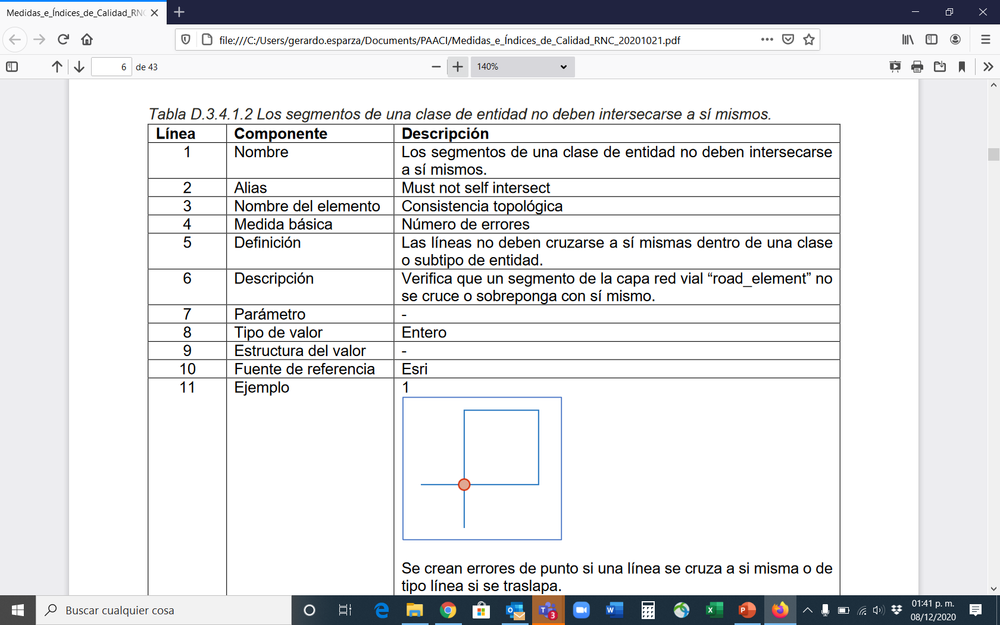 Medidas_e_Índices_de_Calidad_RNC
file:///C:/Users/gerardo.esparza/Documents/PAACI/Medidas_e_Índices_de_Calidad_RNC_20201021.pdf
6 de 43
140%
Tabla D.3.4.1.2 Los segmentos de una clase de entidad no deben intersecarse a sí mismos.
Línea Componente Descripción
1 Nombre Los segmentos de una clase de entidad no deben intersecarse
a sí mismos.
2 Alias Must not self intersect
3 Nombre del elemento Consistencia topológica
4 Medida básica Número de errores
5 Definición Las líneas no deben cruzarse a sí mismas dentro de una clase
o subtipo de entidad.
6 Descripción Verifica que un segmento de la capa red vial “road_element” no
se cruce o sobreponga con sí mismo.
7 Parámetro -
8 Tipo de valor Entero
9 Estructura del valor -
10 Fuente de referencia Esri
11 Ejemplo 1
Se crean errores de punto si una línea se cruza a si misma o de
tipo línea si se traslapa.
Buscar cualquier cosa
3
01:41 p. m.
08/12/2020